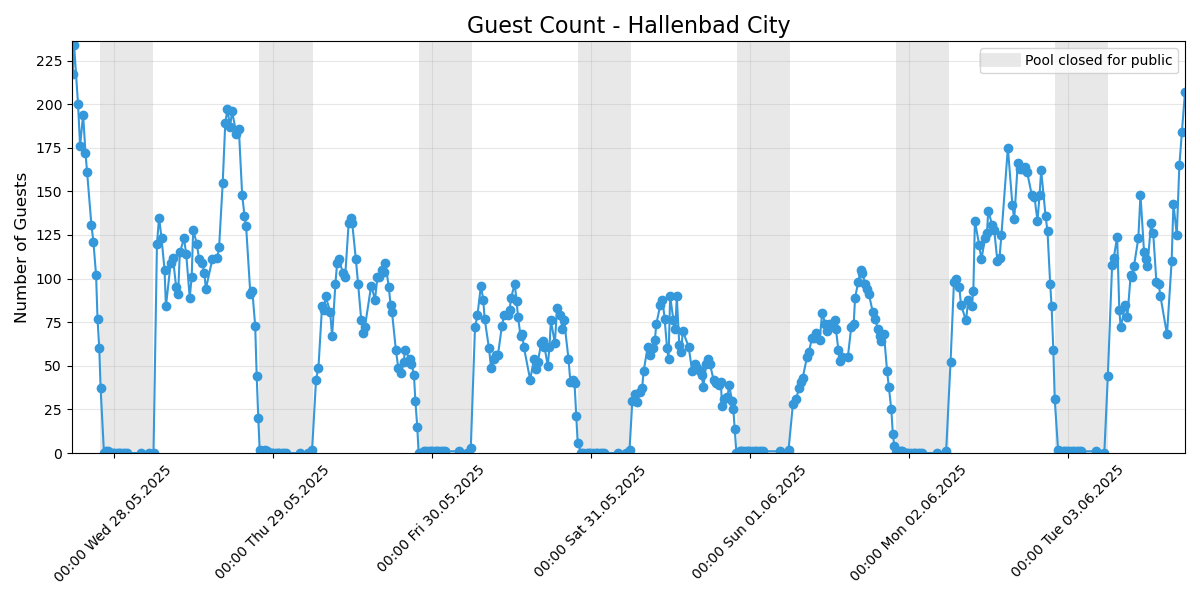 Guest Count - Hallenbad City
Pool closed for public
Number of Guests
225
200
175
150
125
100
75
50
25
0
00:00 Wed 28.05.2025
00:00 Thu 29.05.2025
00:00 Fri 30.05.2025
00:00 Sat 31.05.2025
00:00 Sun 01.06.2025
00:00 Mon 02.06.2025
00:00 Tue 03.06.2025